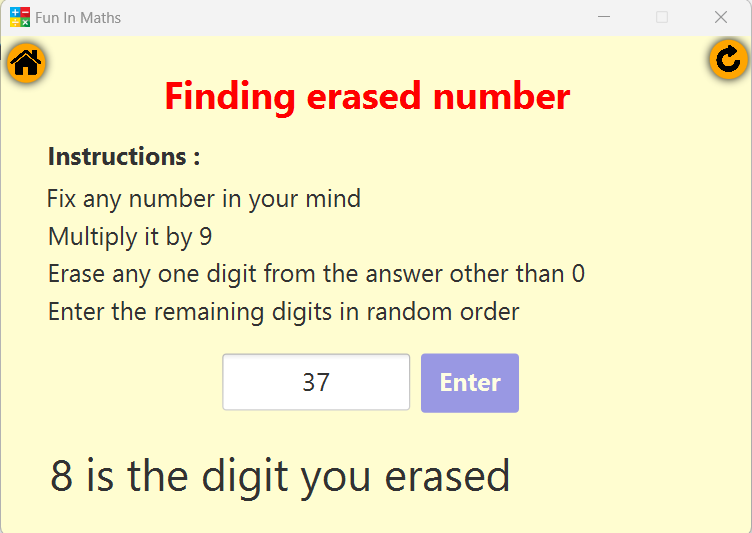 Fun In Maths
Finding erased number
Instructions :
Fix any number in your mind
Multiply it by 9
Erase any one digit from the answer other than 0
Enter the remaining digits in random order
37 Enter
8 is the digit you erased